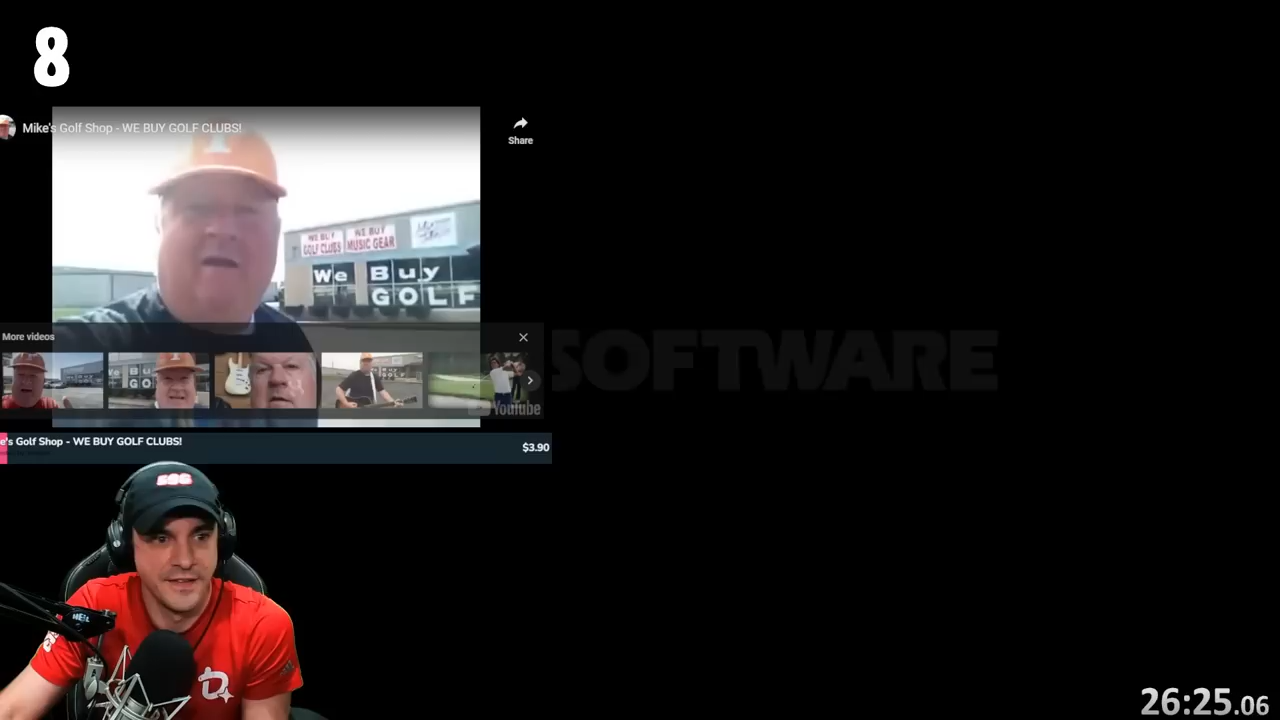 8
Mike's Golf Shop - WE BUY GOLF CLUBS!
Share
WE BUY
GOLF CLUBS
WE BUY
MUSIC GEAR
We Buy
GOLF
More videos
YouTube
SOFTWARE
e's Golf Shop - WE BUY GOLF CLUBS!
$3.90
26:25.06